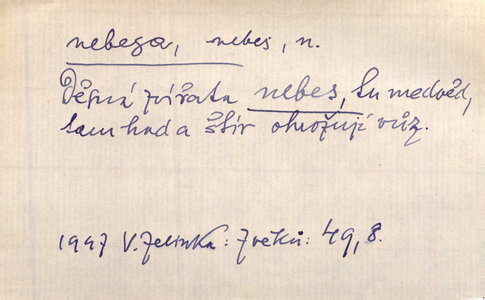 nebesa, nebes, n.
Děsná zvířata nebes, tu medvěd,
tam had a štír ohrožují vůz.
1947 V. Jelínka: Zvěků: 49, 8.